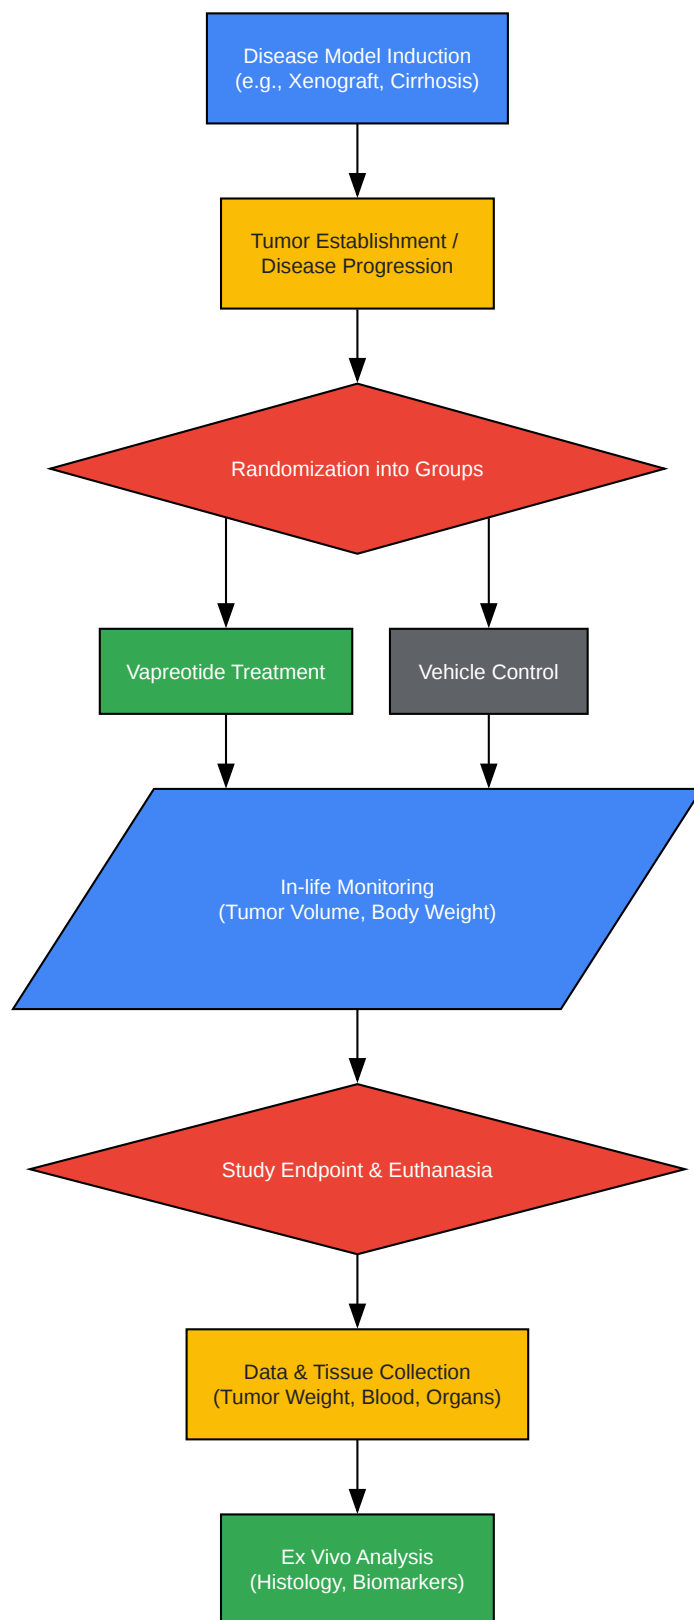 Disease Model Induction
(e.g., Xenograft, Cirrhosis)
Tumor Establishment /
Disease Progression
Randomization into Groups
Vapreotide Treatment
Vehicle Control
In-life Monitoring
(Tumor Volume, Body Weight)
Study Endpoint & Euthanasia
Data & Tissue Collection
(Tumor Weight, Blood, Organs)
Ex Vivo Analysis
(Histology, Biomarkers)